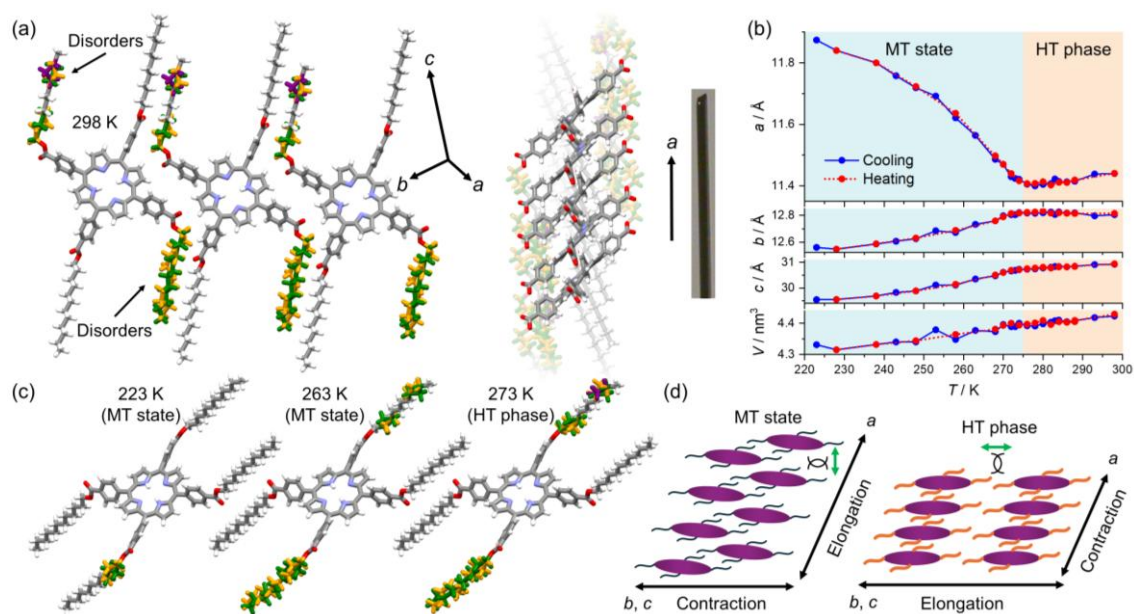 (a)
Disorders
298 K
c
b
a
Disorders
a
(b)
MT state
HT phase
a / Å
11.8
11.4
Cooling
Heating
b / Å
12.8
12.6
c / Å
31
30
V / nm³
4.4
4.3
220 230 240 250 260 270 280 290 300
T / K
(c)
223 K
(MT state)
263 K
(MT state)
273 K
(HT phase)
(d)
MT state
a
Elongation
b, c
Contraction
HT phase
a
Contraction
b, c
Elongation